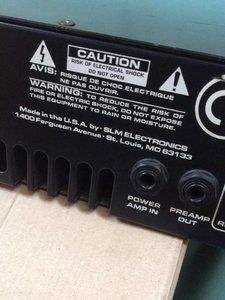 CAUTION
RISK OF ELECTRICAL SHOCK
DO NOT OPEN
AVIS: RISQUE DE CHOC ELECTRIQUE
NE PAS OUVRIR.
WARNING: TO REDUCE THE RISK OF
FIRE OR ELECTRIC SHOCK, DO NOT EXPOSE
THIS EQUIPMENT TO RAIN OR MOISTURE.
Made in the U.S.A. by · SLM ELECTRONICS
1400 Ferguson Avenue · St. Louis, MO 63133
POWER
AMP IN
PREAMP
OUT